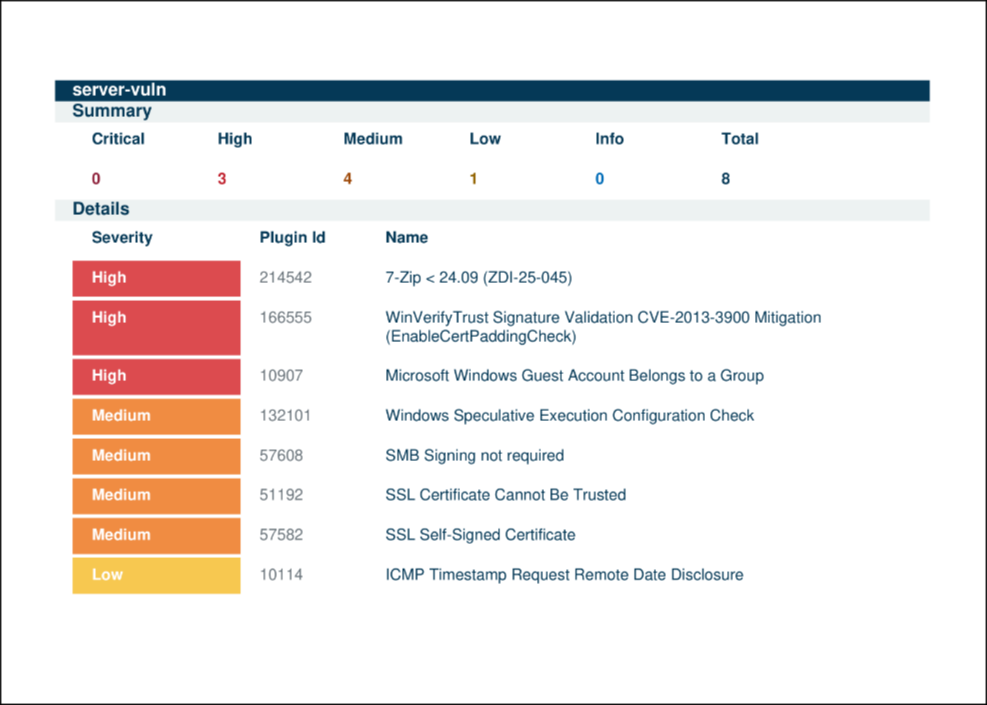 server-vuln
Summary
Critical High Medium Low Info Total
0 3 4 1 0 8
Details
Severity Plugin Id Name
High 214542 7-Zip < 24.09 (ZDI-25-045)
High 166555 WinVerifyTrust Signature Validation CVE-2013-3900 Mitigation
(EnableCertPaddingCheck)
High 10907 Microsoft Windows Guest Account Belongs to a Group
Medium 132101 Windows Speculative Execution Configuration Check
Medium 57608 SMB Signing not required
Medium 51192 SSL Certificate Cannot Be Trusted
Medium 57582 SSL Self-Signed Certificate
Low 10114 ICMP Timestamp Request Remote Date Disclosure